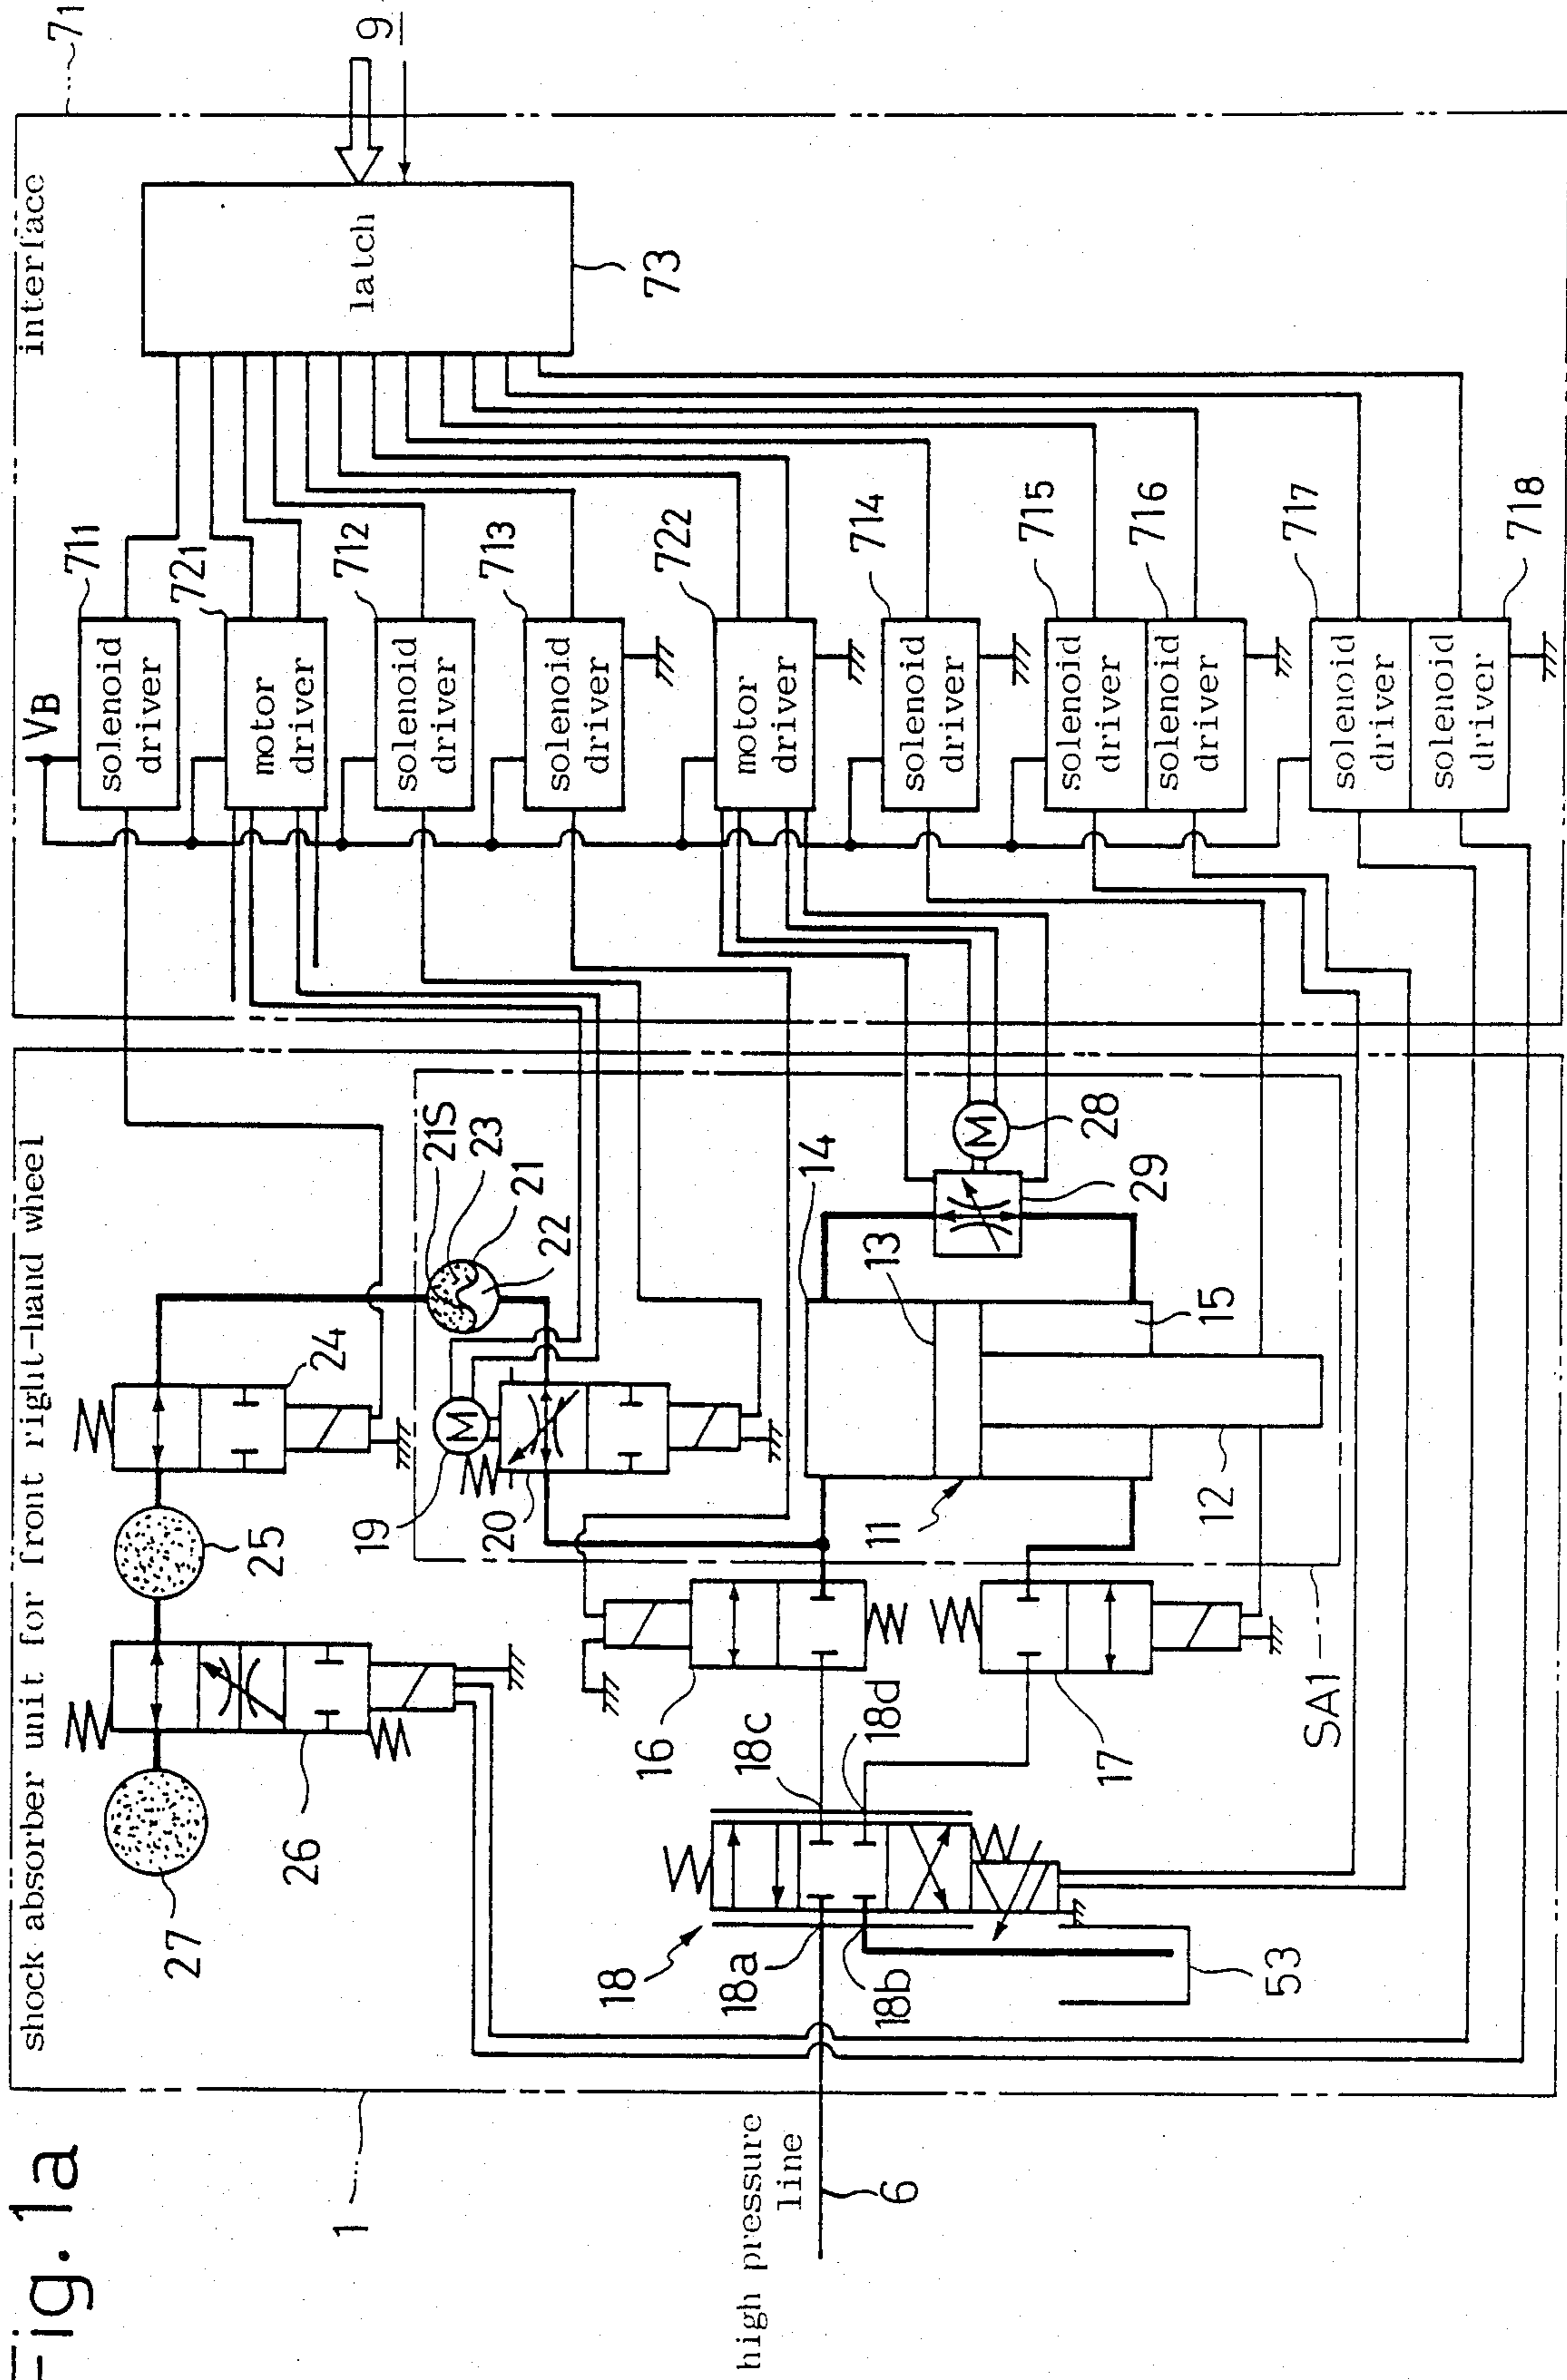 Fig. 1a
shock absorber unit for front right-hand wheel
interface
71
1
high pressure
line
6
9
latch
73
VB
solenoid
driver
711
motor
driver
721
solenoid
driver
712
solenoid
driver
713
motor
driver
722
solenoid
driver
714
solenoid
driver
715
solenoid
driver
716
solenoid
driver
717
solenoid
driver
718
27
26
25
24
21S
23
21
22
M
19
20
M
28
29
14
13
15
11
12
16
17
SA1
18
18a
18b
18c
18d
53